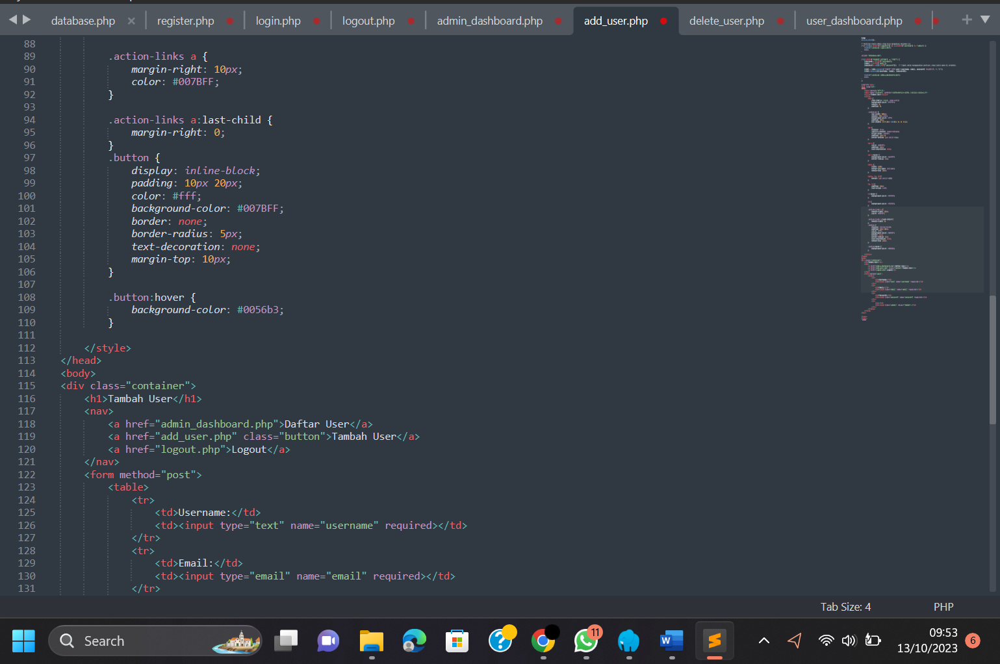 database.php register.php login.php logout.php admin_dashboard.php add_user.php delete_user.php user_dashboard.php
88
89 .action-links a {
90 margin-right: 10px;
91 color: #007BFF;
92 }
93
94 .action-links a:last-child {
95 margin-right: 0;
96 }
97 .button {
98 display: inline-block;
99 padding: 10px 20px;
100 color: #fff;
101 background-color: #007BFF;
102 border: none;
103 border-radius: 5px;
104 text-decoration: none;
105 margin-top: 10px;
106 }
107
108 .button:hover {
109 background-color: #0056b3;
110 }
111
112 </style>
113 </head>
114 <body>
115 <div class="container">
116 <h1>Tambah User</h1>
117 <nav>
118 <a href="admin_dashboard.php">Daftar User</a>
119 <a href="add_user.php" class="button">Tambah User</a>
120 <a href="logout.php">Logout</a>
121 </nav>
122 <form method="post">
123 <table>
124 <tr>
125 <td>Username:</td>
126 <td><input type="text" name="username" required></td>
127 </tr>
128 <tr>
129 <td>Email:</td>
130 <td><input type="email" name="email" required></td>
131 </tr>
Tab Size: 4 PHP
Search
11
W
09:53
13/10/2023
6